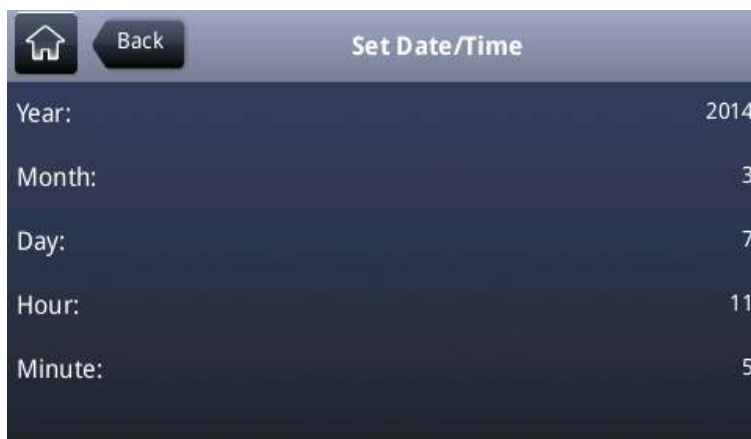 Back Set Date/Time
Year: 2014
Month: 3
Day: 7
Hour: 11
Minute: 5